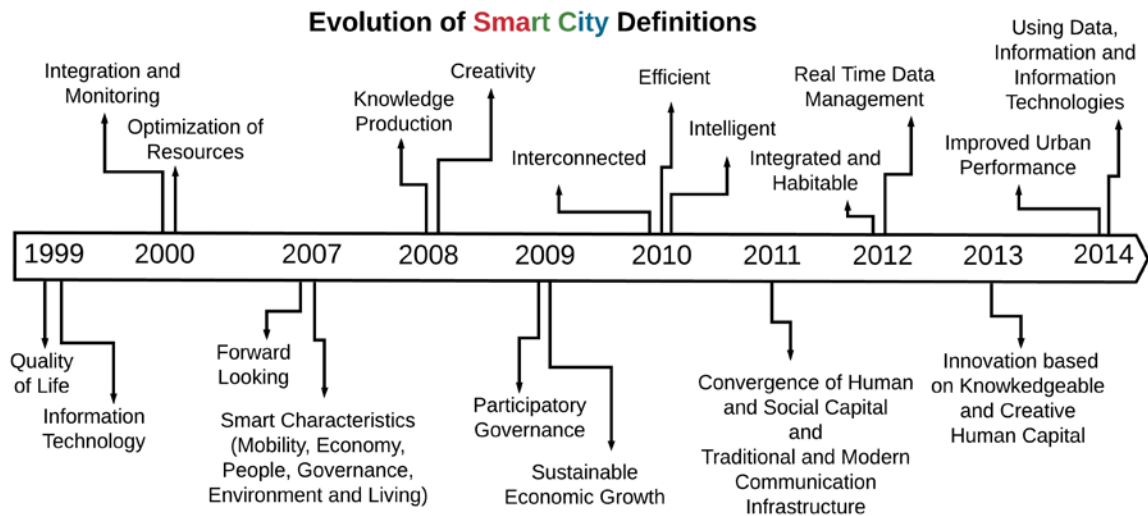 Evolution of Smart City Definitions
Integration and
Monitoring
Optimization of
Resources
Knowledge
Production
Creativity
Interconnected
Efficient
Intelligent
Real Time Data
Management
Integrated and
Habitable
Using Data,
Information and
Information
Technologies
Improved Urban
Performance
1999 2000 2007 2008 2009 2010 2011 2012 2013 2014
Quality
of Life
Information
Technology
Forward
Looking
Smart Characteristics
(Mobility, Economy,
People, Governance,
Environment and Living)
Participatory
Governance
Sustainable
Economic Growth
Convergence of Human
and Social Capital
and
Traditional and Modern
Communication
Infrastructure
Innovation based
on Knowkedgeable
and Creative
Human Capital